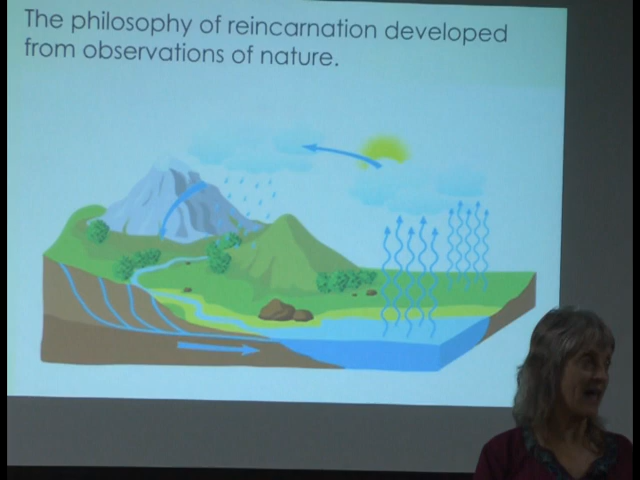 The philosophy of reincarnation developed
from observations of nature.